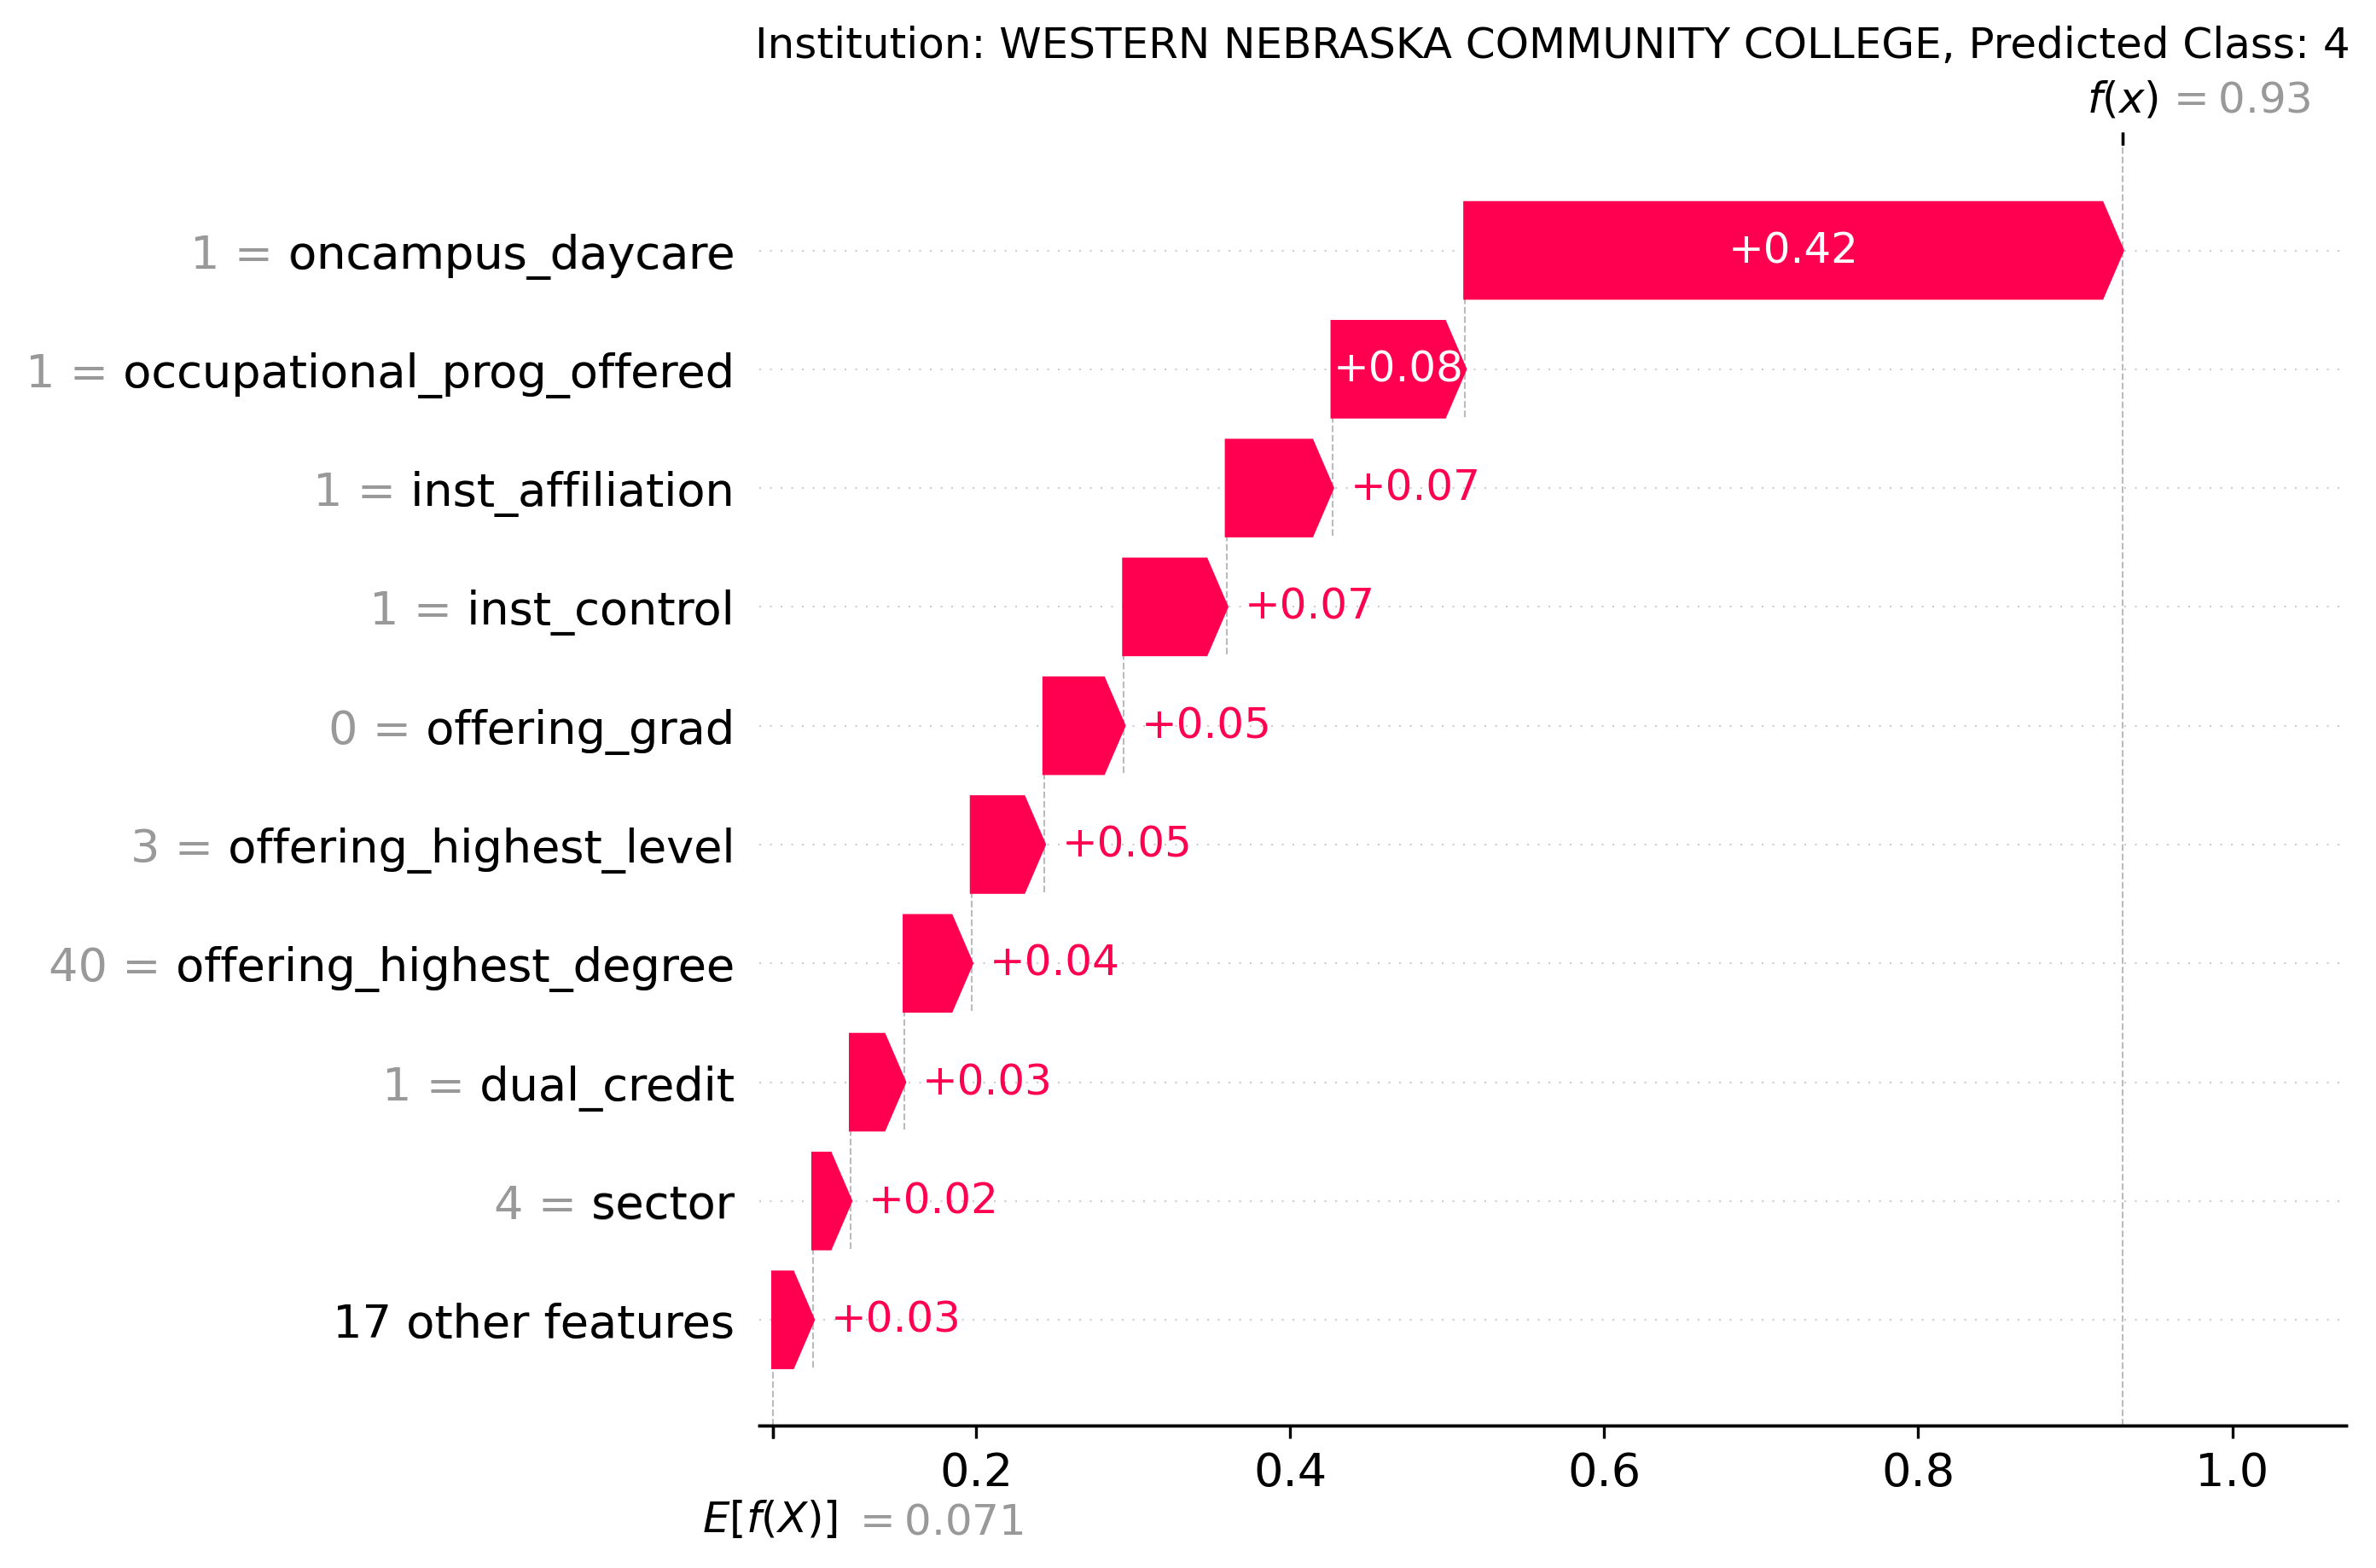 Institution: WESTERN NEBRASKA COMMUNITY COLLEGE, Predicted Class: 4
f(x) = 0.93
1 = oncampus_daycare
+0.42
1 = occupational_prog_offered
+0.08
1 = inst_affiliation
+0.07
1 = inst_control
+0.07
0 = offering_grad
+0.05
3 = offering_highest_level
+0.05
40 = offering_highest_degree
+0.04
1 = dual_credit
+0.03
4 = sector
+0.02
17 other features
+0.03
0.2 0.4 0.6 0.8 1.0
E[f(X)] = 0.071